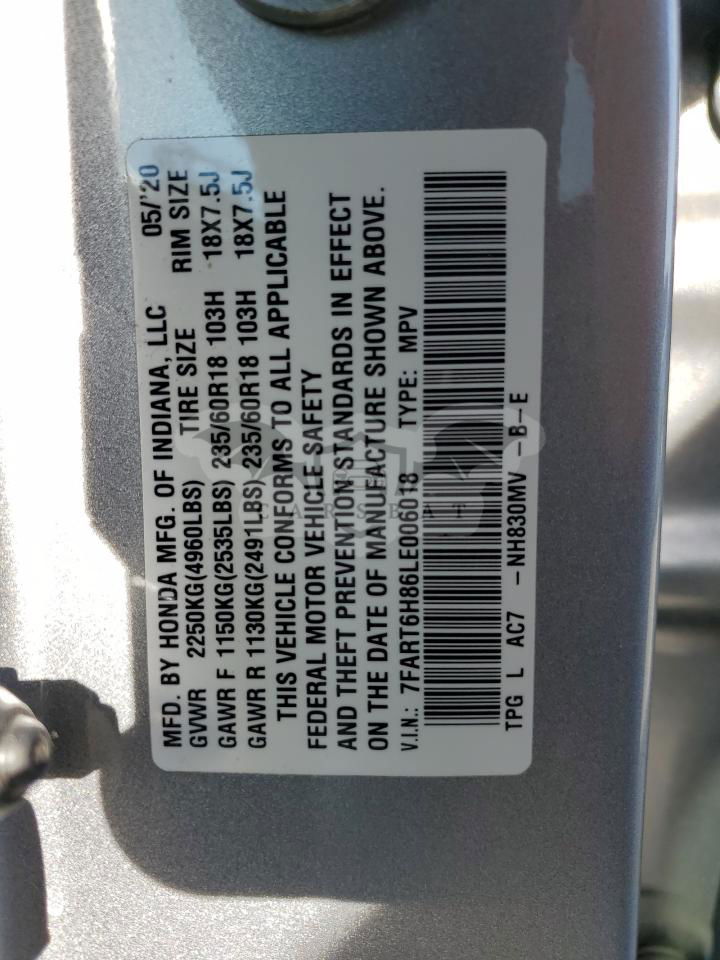 MFD. BY HONDA MFG. OF INDIANA, LLC 05/'20
GVWR 2250KG(4960LBS) TIRE SIZE RIM SIZE
GAWR F 1150KG(2535LBS) 235/60R18 103H 18X7.5J
GAWR R 1130KG(2491LBS) 235/60R18 103H 18X7.5J
THIS VEHICLE CONFORMS TO ALL APPLICABLE
FEDERAL MOTOR VEHICLE SAFETY
AND THEFT PREVENTION STANDARDS IN EFFECT
ON THE DATE OF MANUFACTURE SHOWN ABOVE.
V.I.N.: 7FART6H86LE006018 TYPE: MPV
TPG L AC7 -NH830MV -B-E
CARSBAT